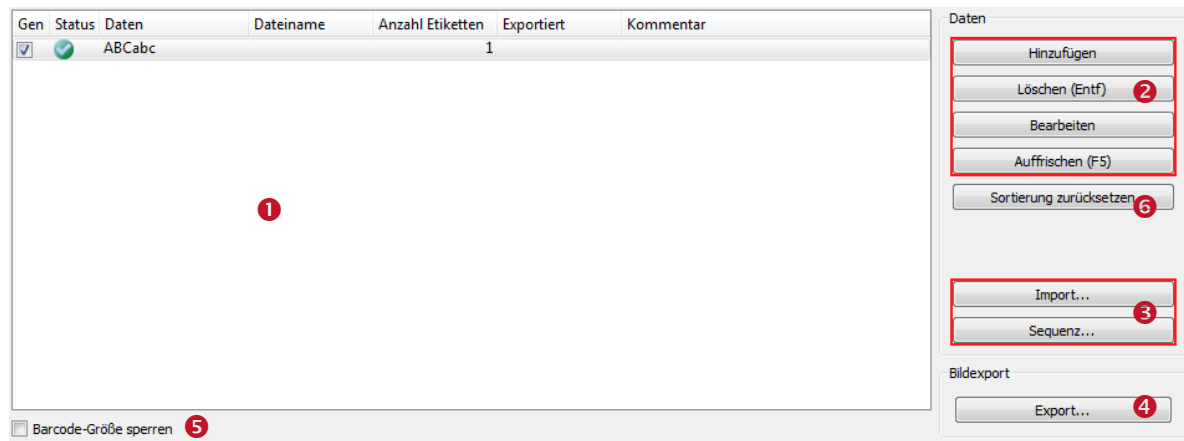 Gen Status Daten Dateiname Anzahl Etiketten Exportiert Kommentar
ABCabc 1
1
Barcode-Größe sperren 5
Daten
Hinzufügen
Löschen (Entf) 2
Bearbeiten
Auffrischen (F5)
Sortierung zurücksetzen 6
Import...
3
Sequenz...
Bildexport
Export... 4